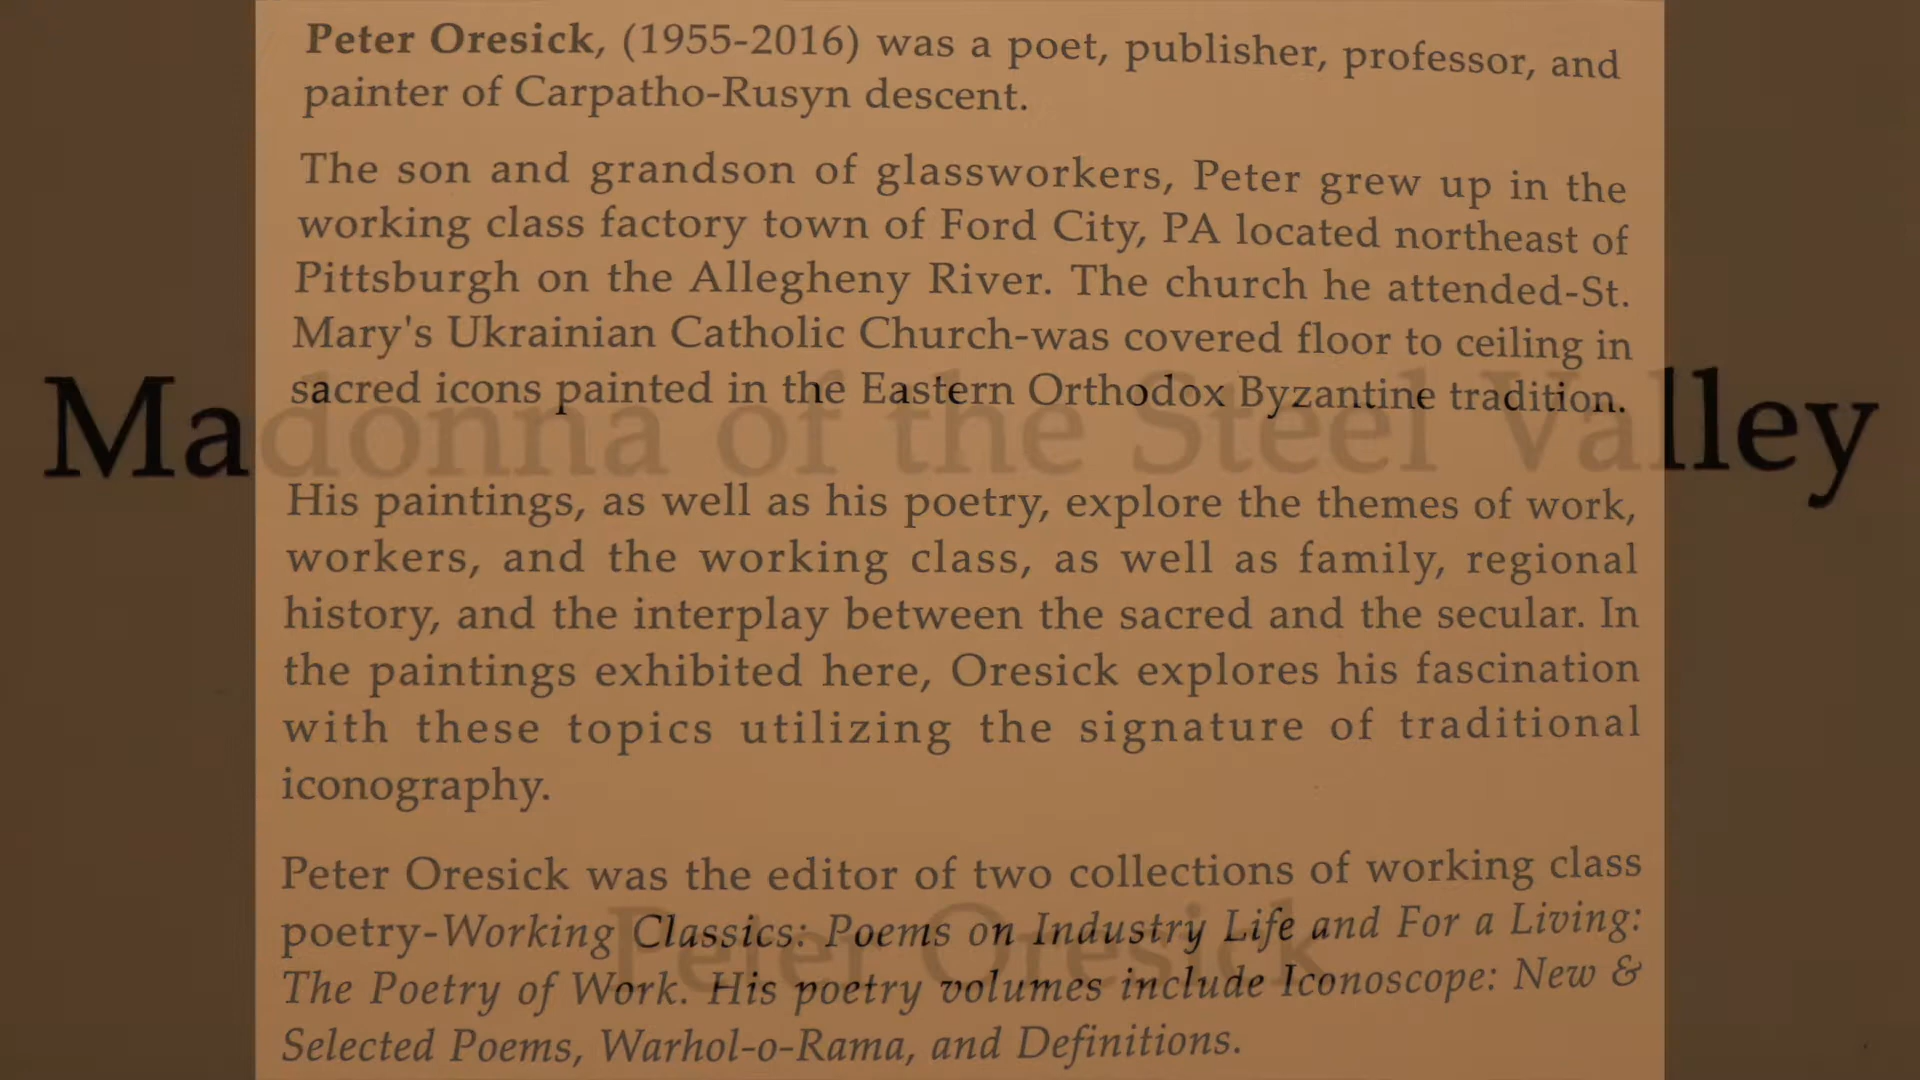 Peter Oresick, (1955-2016) was a poet, publisher, professor, and
painter of Carpatho-Rusyn descent.
The son and grandson of glassworkers, Peter grew up in the
working class factory town of Ford City, PA located northeast of
Pittsburgh on the Allegheny River. The church he attended-St.
Mary's Ukrainian Catholic Church-was covered floor to ceiling in
sacred icons painted in the Eastern Orthodox Byzantine tradition.
Madonna of the Steel Valley
His paintings, as well as his poetry, explore the themes of work,
workers, and the working class, as well as family, regional
history, and the interplay between the sacred and the secular. In
the paintings exhibited here, Oresick explores his fascination
with these topics utilizing the signature of traditional
iconography.
Peter Oresick was the editor of two collections of working class
poetry-Working Classics: Poems on Industry Life and For a Living:
Peter Oresick
The Poetry of Work. His poetry volumes include Iconoscope: New &
Selected Poems, Warhol-o-Rama, and Definitions.